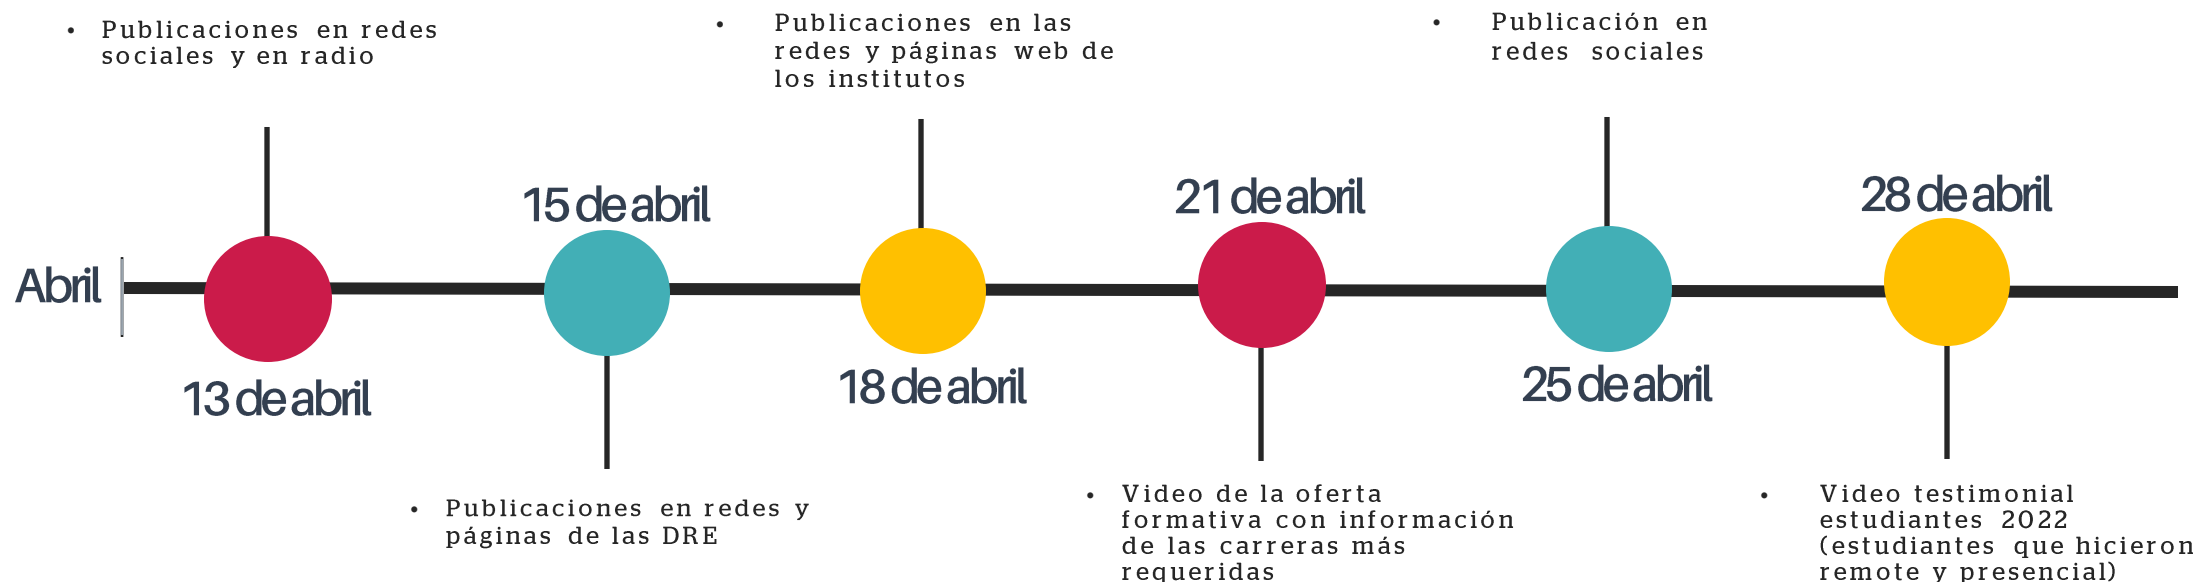 • Publicaciones en redes
sociales y en radio
• Publicaciones en las
redes y páginas web de
los institutos
• Publicación en
redes sociales
Abril
13 de abril
15 de abril
18 de abril
21 de abril
25 de abril
28 de abril
• Publicaciones en redes y
páginas de las DRE
• Video de la oferta
formativa con información
de las carreras más
requeridas
• Video testimonial
estudiantes 2022
(estudiantes que hicieron
remote y presencial)